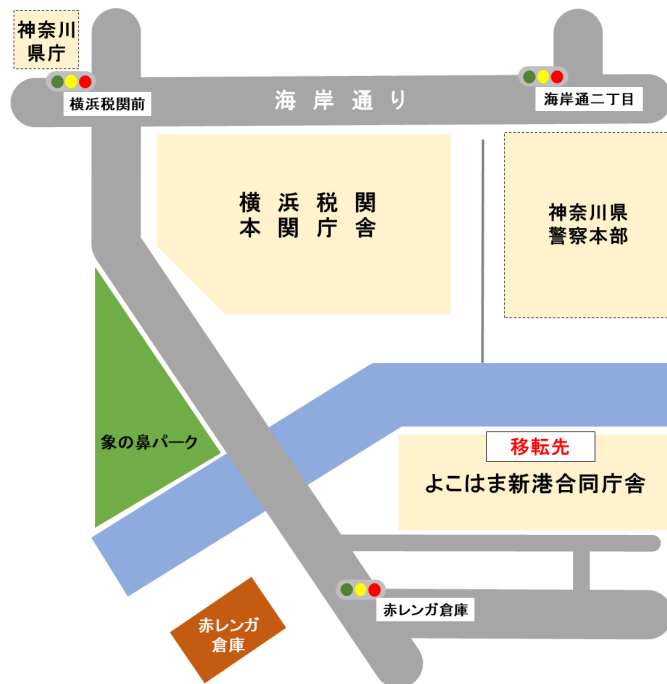 神奈川
県庁
横浜税関前
海岸通り
海岸通二丁目
横浜税関
本関庁舎
神奈川県
警察本部
象の鼻パーク
移転先
よこはま新港合同庁舎
赤レンガ倉庫
赤レンガ
倉庫